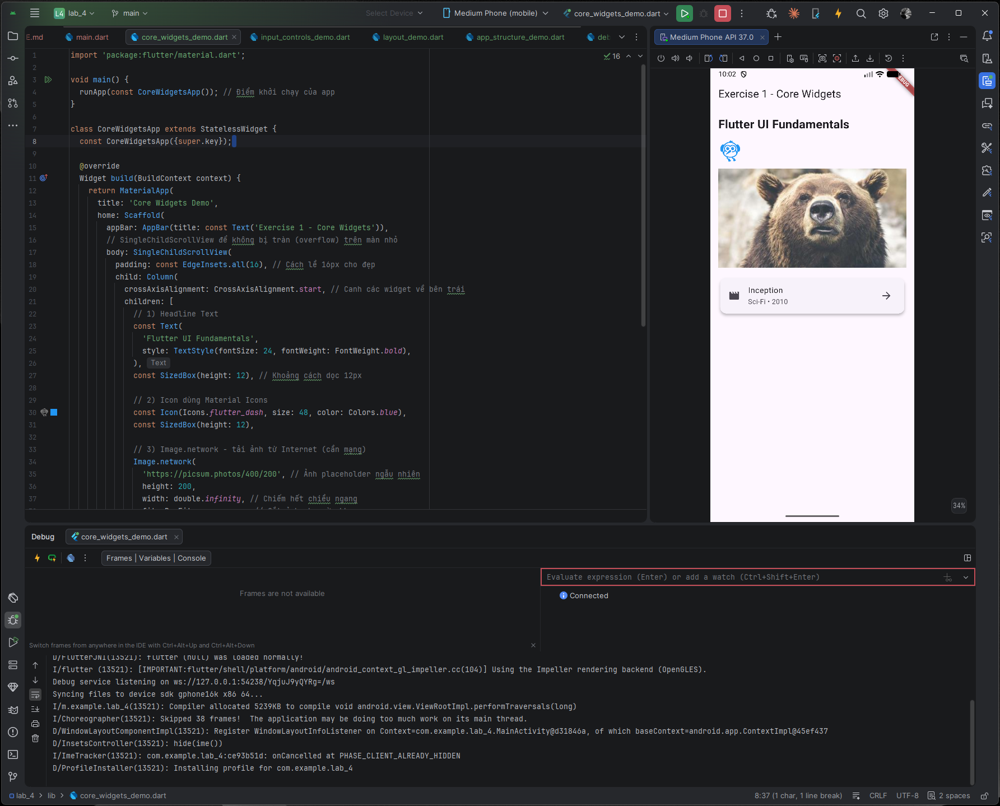 L4 lab_4 main Select Device Medium Phone (mobile) core_widgets_demo.dart
E.md main.dart core_widgets_demo.dart input_controls_demo.dart layout_demo.dart app_structure_demo.dart deb
Medium Phone API 37.0
16
1 import 'package:flutter/material.dart';
2
3 void main() {
4 runApp(const CoreWidgetsApp()); // Điểm khởi chạy của app
5 }
6
7 class CoreWidgetsApp extends StatelessWidget {
8 const CoreWidgetsApp({super.key});
9
10 @override
11 Widget build(BuildContext context) {
12 return MaterialApp(
13 title: 'Core Widgets Demo',
14 home: Scaffold(
15 appBar: AppBar(title: const Text('Exercise 1 - Core Widgets')),
16 // SingleChildScrollView để không bị tràn (overflow) trên màn nhỏ
17 body: SingleChildScrollView(
18 padding: const EdgeInsets.all(16), // Cách lề 16px cho đẹp
19 child: Column(
20 crossAxisAlignment: CrossAxisAlignment.start, // Canh các widget về bên trái
21 children: [
22 // 1) Headline Text
23 const Text(
24 'Flutter UI Fundamentals',
25 style: TextStyle(fontSize: 24, fontWeight: FontWeight.bold),
26 ), Text
27 const SizedBox(height: 12), // Khoảng cách dọc 12px
28
29 // 2) Icon dùng Material Icons
30 const Icon(Icons.flutter_dash, size: 48, color: Colors.blue),
31 const SizedBox(height: 12),
32
33 // 3) Image.network - tải ảnh từ Internet (cần mạng)
34 Image.network(
35 'https://picsum.photos/400/200', // Ảnh placeholder ngẫu nhiên
36 height: 200,
37 width: double.infinity, // Chiếm hết chiều ngang
10:02
DEBUG
Exercise 1 - Core Widgets
Flutter UI Fundamentals
Inception
Sci-Fi • 2010
34%
Debug core_widgets_demo.dart
Frames | Variables | Console
Frames are not available
Evaluate expression (Enter) or add a watch (Ctrl+Shift+Enter)
Connected
Switch frames from anywhere in the IDE with Ctrl+Alt+Up and Ctrl+Alt+Down
D/FlutterJNI(13521): flutter (null) was loaded normally!
I/flutter (13521): [IMPORTANT:flutter/shell/platform/android/android_context_gl_impeller.cc(104)] Using the Impeller rendering backend (OpenGLES).
Debug service listening on ws://127.0.0.1:54238/YqjuJ9yQYRg=/ws
Syncing files to device sdk gphone16k x86 64...
I/m.example.lab_4(13521): Compiler allocated 5239KB to compile void android.view.ViewRootImpl.performTraversals(long)
I/Choreographer(13521): Skipped 38 frames!  The application may be doing too much work on its main thread.
D/WindowLayoutComponentImpl(13521): Register WindowLayoutInfoListener on Context=com.example.lab_4.MainActivity@d31846a, of which baseContext=android.app.ContextImpl@45ef437
D/InsetsController(13521): hide(ime())
I/ImeTracker(13521): com.example.lab_4:ce93b51d: onCancelled at PHASE_CLIENT_ALREADY_HIDDEN
D/ProfileInstaller(13521): Installing profile for com.example.lab_4
lab_4 > lib > core_widgets_demo.dart
8:37 (1 char, 1 line break) CRLF UTF-8 2 spaces